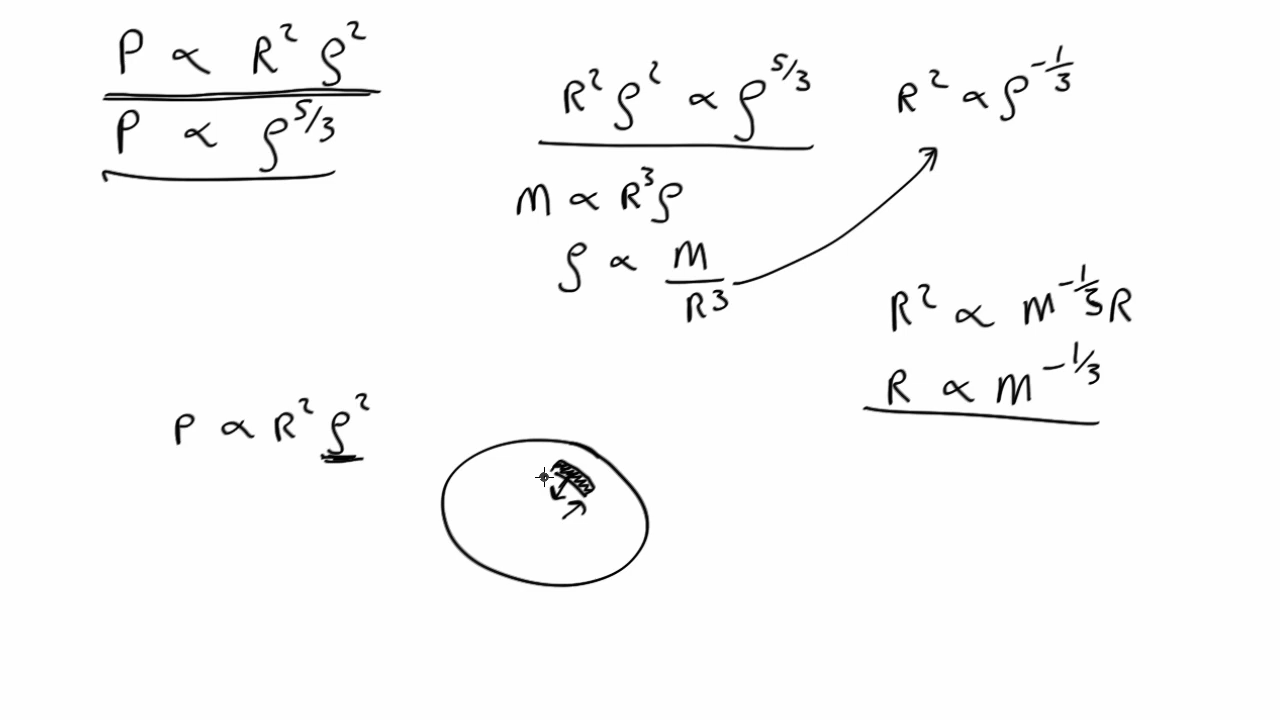 P ∝ R² ρ²
P ∝ ρ^5/3
R² ρ² ∝ ρ^5/3
M ∝ R³ρ
ρ ∝ M/R³
R² ∝ ρ^-1/3
R² ∝ M^-1/3 R
R ∝ M^-1/3
P ∝ R² ρ²